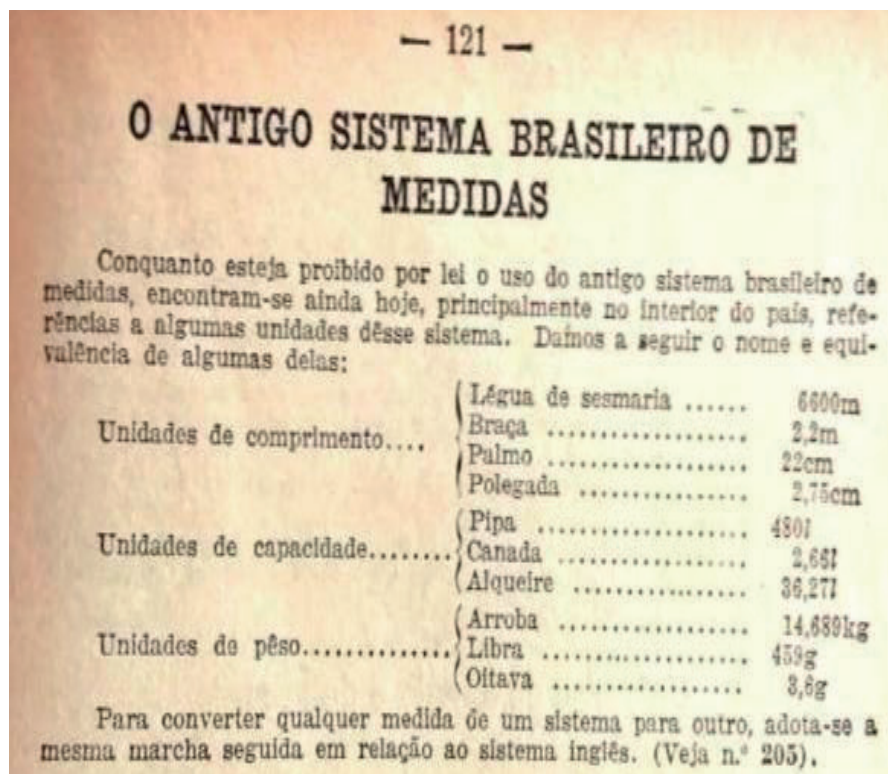 — 121 —
O ANTIGO SISTEMA BRASILEIRO DE
MEDIDAS
Conquanto esteja proibido por lei o uso do antigo sistema brasileiro de
medidas, encontram-se ainda hoje, principalmente no interior do país, refe-
rências a algumas unidades dêsse sistema. Damos a seguir o nome e equi-
valência de algumas delas:
Légua de sesmaria ...... 6600m
Unidades de comprimento.... Braça .................... 2,2m
Palmo .................... 22cm
Polegada ................ 2,75cm
Pipa ..................... 480l
Unidades de capacidade........ Canada ................... 2,66l
Alqueire ................. 36,27l
Arroba ................... 14,689kg
Unidades de pêso.............. Libra ..................... 459g
Oitava ................... 3,6g
Para converter qualquer medida de um sistema para outro, adota-se a
mesma marcha seguida em relação ao sistema inglês. (Veja n.º 205).